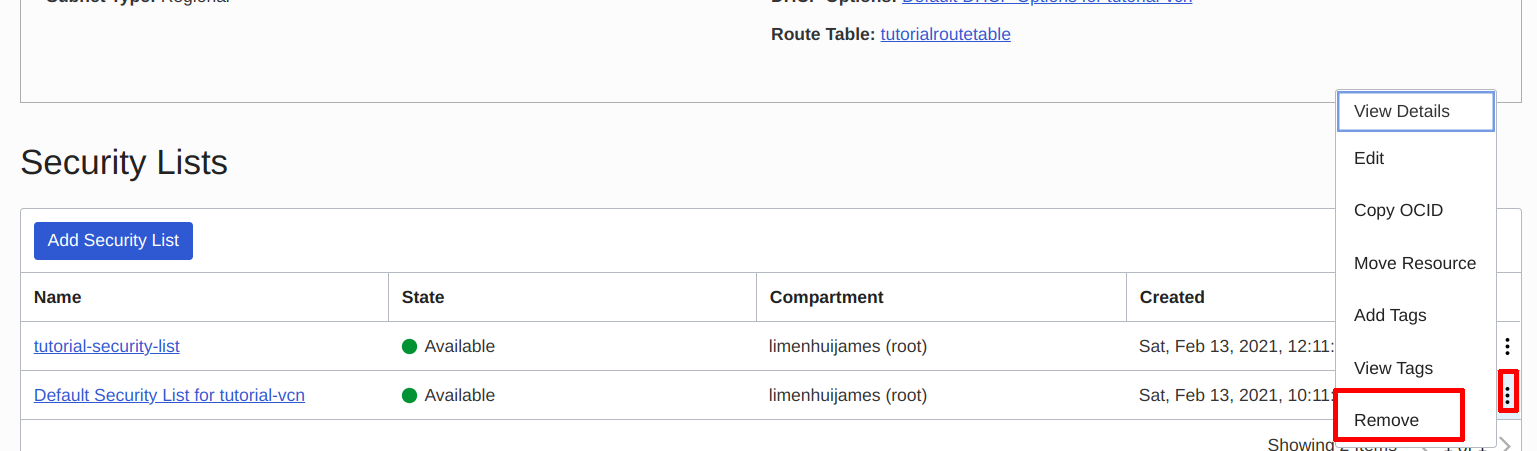 Subnet Type: Regional
DHCP Options: Default DHCP Options for tutorial-vcn
Route Table: tutorialroutetable
View Details
Edit
Copy OCID
Move Resource
Add Tags
View Tags
Remove
Security Lists
Add Security List
Name State Compartment Created
tutorial-security-list Available limenhuijames (root) Sat, Feb 13, 2021, 12:11:
Default Security List for tutorial-vcn Available limenhuijames (root) Sat, Feb 13, 2021, 10:11:
Showing 2 items 1 of 1